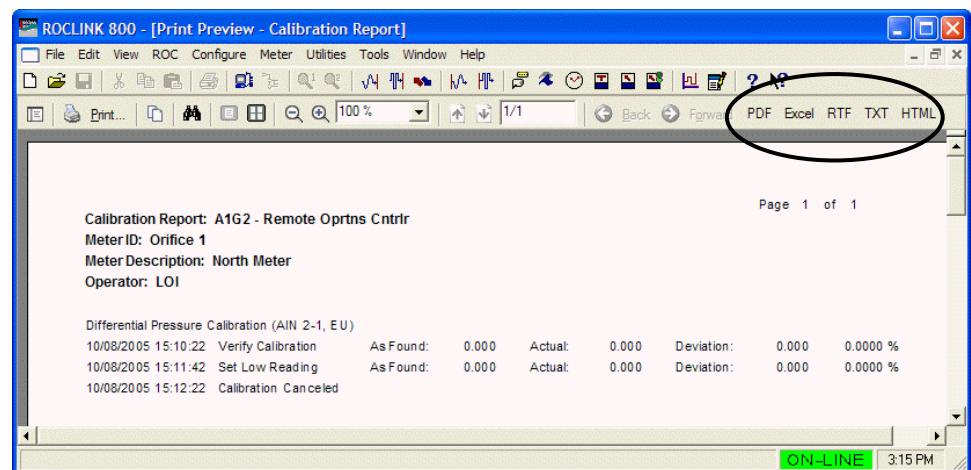 ROCLINK 800 - [Print Preview - Calibration Report]
File Edit View ROC Configure Meter Utilities Tools Window Help
Print... 100 % 1/1 Back Forward PDF Excel RTF TXT HTML
Page 1 of 1
Calibration Report: A1G2 - Remote Oprtns Cntrlr
Meter ID: Orifice 1
Meter Description: North Meter
Operator: LOI
Differential Pressure Calibration (AIN 2-1, EU)
10/08/2005 15:10:22 Verify Calibration As Found: 0.000 Actual: 0.000 Deviation: 0.000 0.0000 %
10/08/2005 15:11:42 Set Low Reading As Found: 0.000 Actual: 0.000 Deviation: 0.000 0.0000 %
10/08/2005 15:12:22 Calibration Canceled
ON-LINE 3:15 PM